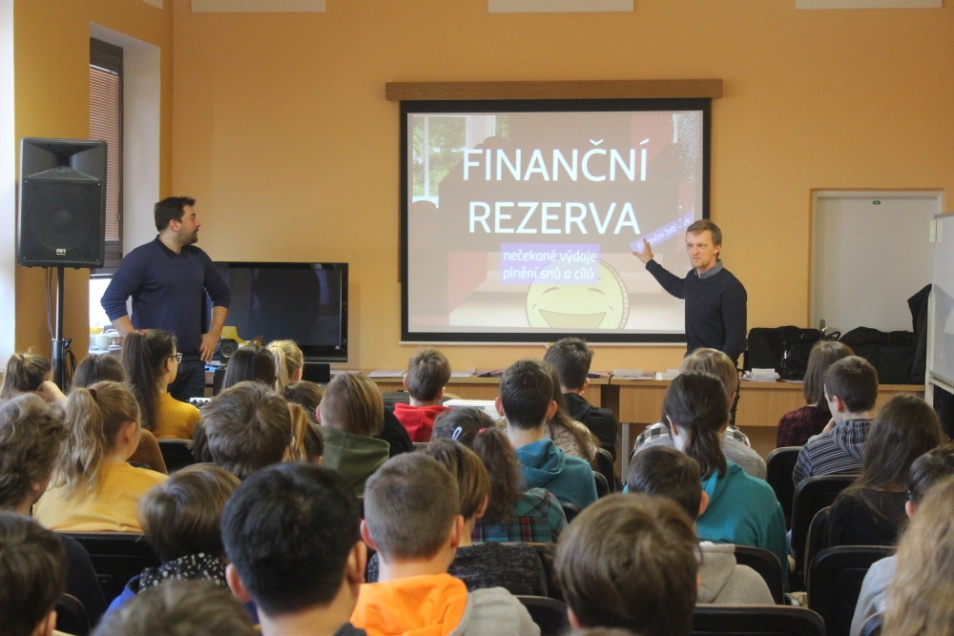 FINANČNÍ
REZERVA
nečekané výdaje
plnění snů a cílů